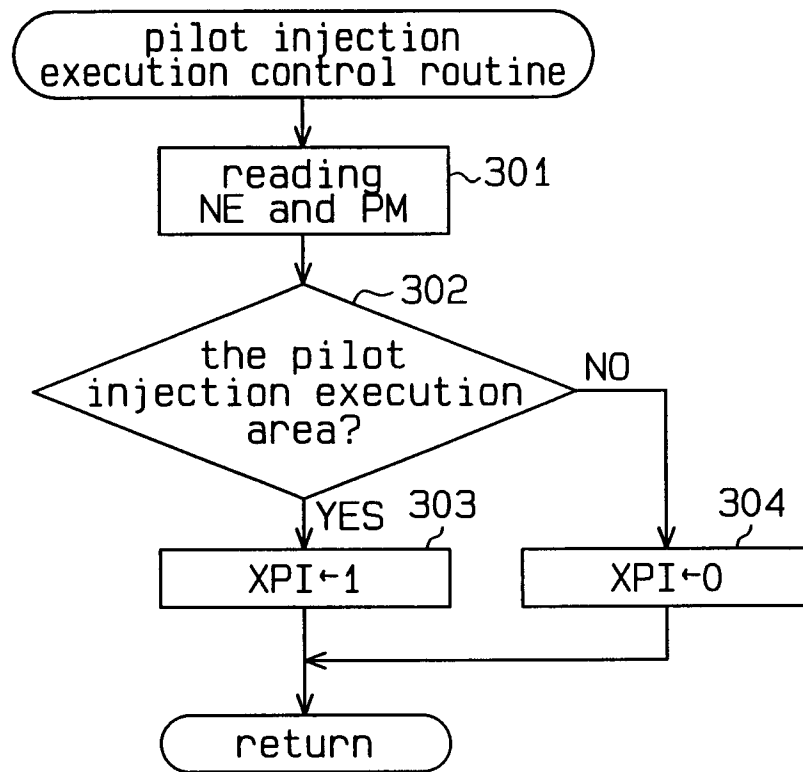 pilot injection
execution control routine
reading
NE and PM
301
302
the pilot
injection execution
area?
NO
YES
303
304
XPI←1
XPI←0
return